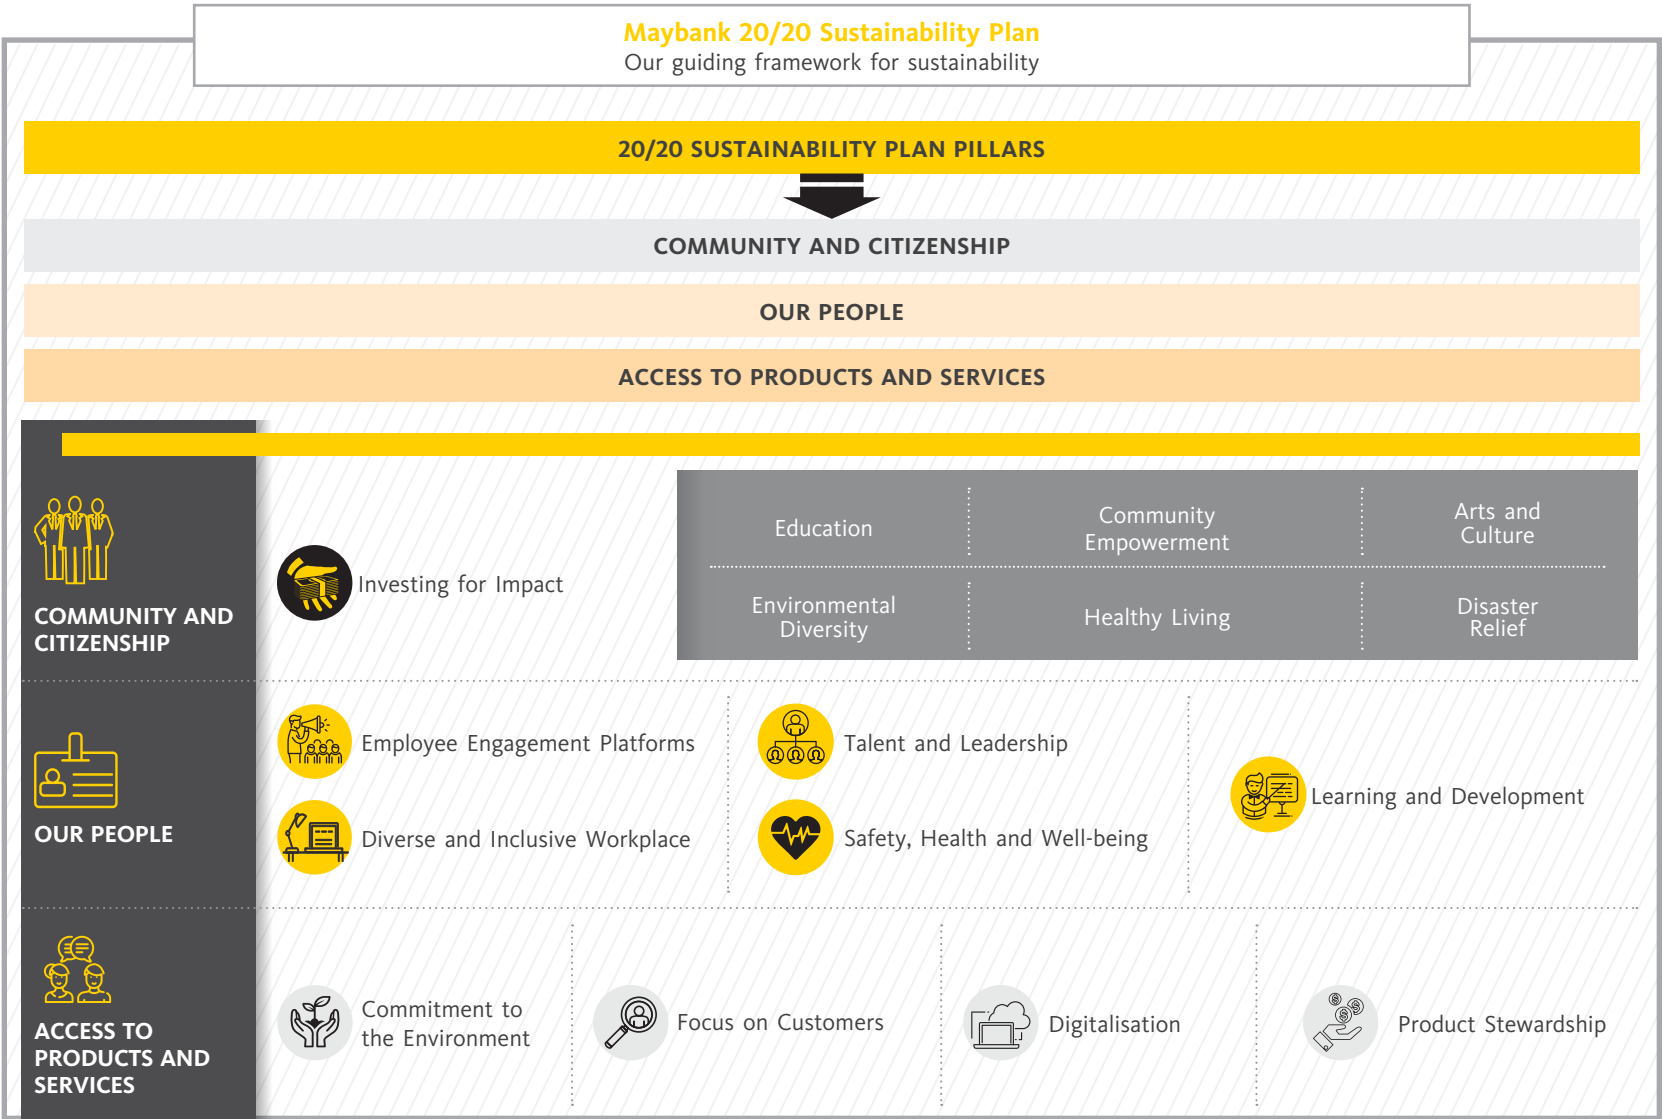 Maybank 20/20 Sustainability Plan
Our guiding framework for sustainability
20/20 SUSTAINABILITY PLAN PILLARS
COMMUNITY AND CITIZENSHIP
OUR PEOPLE
ACCESS TO PRODUCTS AND SERVICES
COMMUNITY AND
CITIZENSHIP
Investing for Impact
Education
Community
Empowerment
Arts and
Culture
Environmental
Diversity
Healthy Living
Disaster
Relief
OUR PEOPLE
Employee Engagement Platforms
Diverse and Inclusive Workplace
Talent and Leadership
Safety, Health and Well-being
Learning and Development
ACCESS TO
PRODUCTS AND
SERVICES
Commitment to
the Environment
Focus on Customers
Digitalisation
Product Stewardship